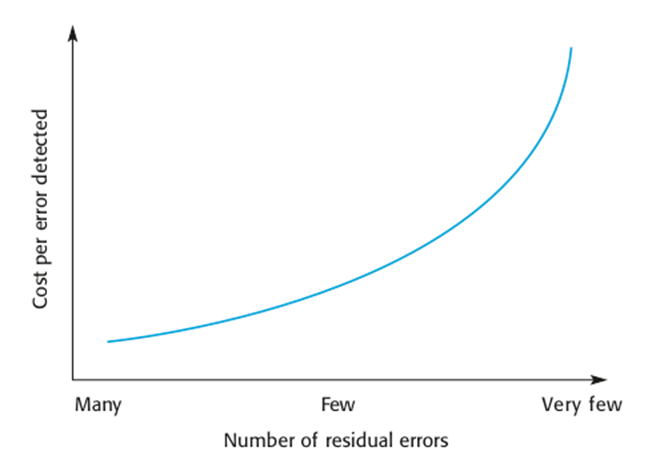 Cost per error detected
Many
Few
Very few
Number of residual errors